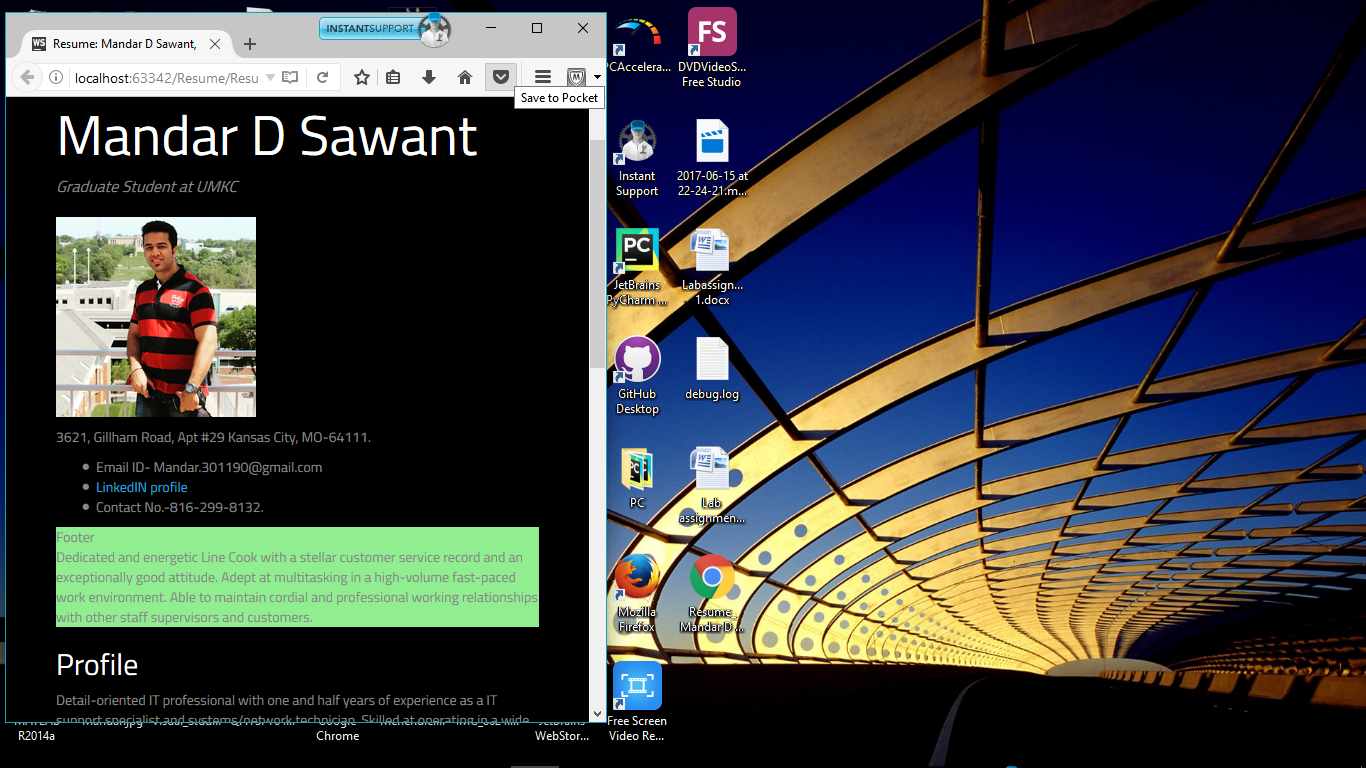 INSTANTSUPPORT
WS
Resume: Mandar D Sawant,
localhost:63342/Resume/Resu
Save to Pocket
Mandar D Sawant
Graduate Student at UMKC
3621, Gillham Road, Apt #29 Kansas City, MO-64111.
Email ID- Mandar.301190@gmail.com
LinkedIN profile
Contact No.-816-299-8132.
Footer
Dedicated and energetic Line Cook with a stellar customer service record and an
exceptionally good attitude. Adept at multitasking in a high-volume fast-paced
work environment. Able to maintain cordial and professional working relationships
with other staff supervisors and customers.
Profile
Detail-oriented IT professional with one and half years of experience as a IT
support specialist and systems/network technician. Skilled at operating in a wide
R2014a
Chrome
WebStor...
PCAccelera...
FS
DVDVideoS...
Free Studio
Instant
Support
2017-06-15 at
22-24-21.m...
PC
JetBrains
PyCharm ...
Labassign...
1.docx
GitHub
Desktop
debug.log
PC
Lab
assignmen...
Mozilla
Firefox
Resume_
Mandar D ...
Free Screen
Video Re...